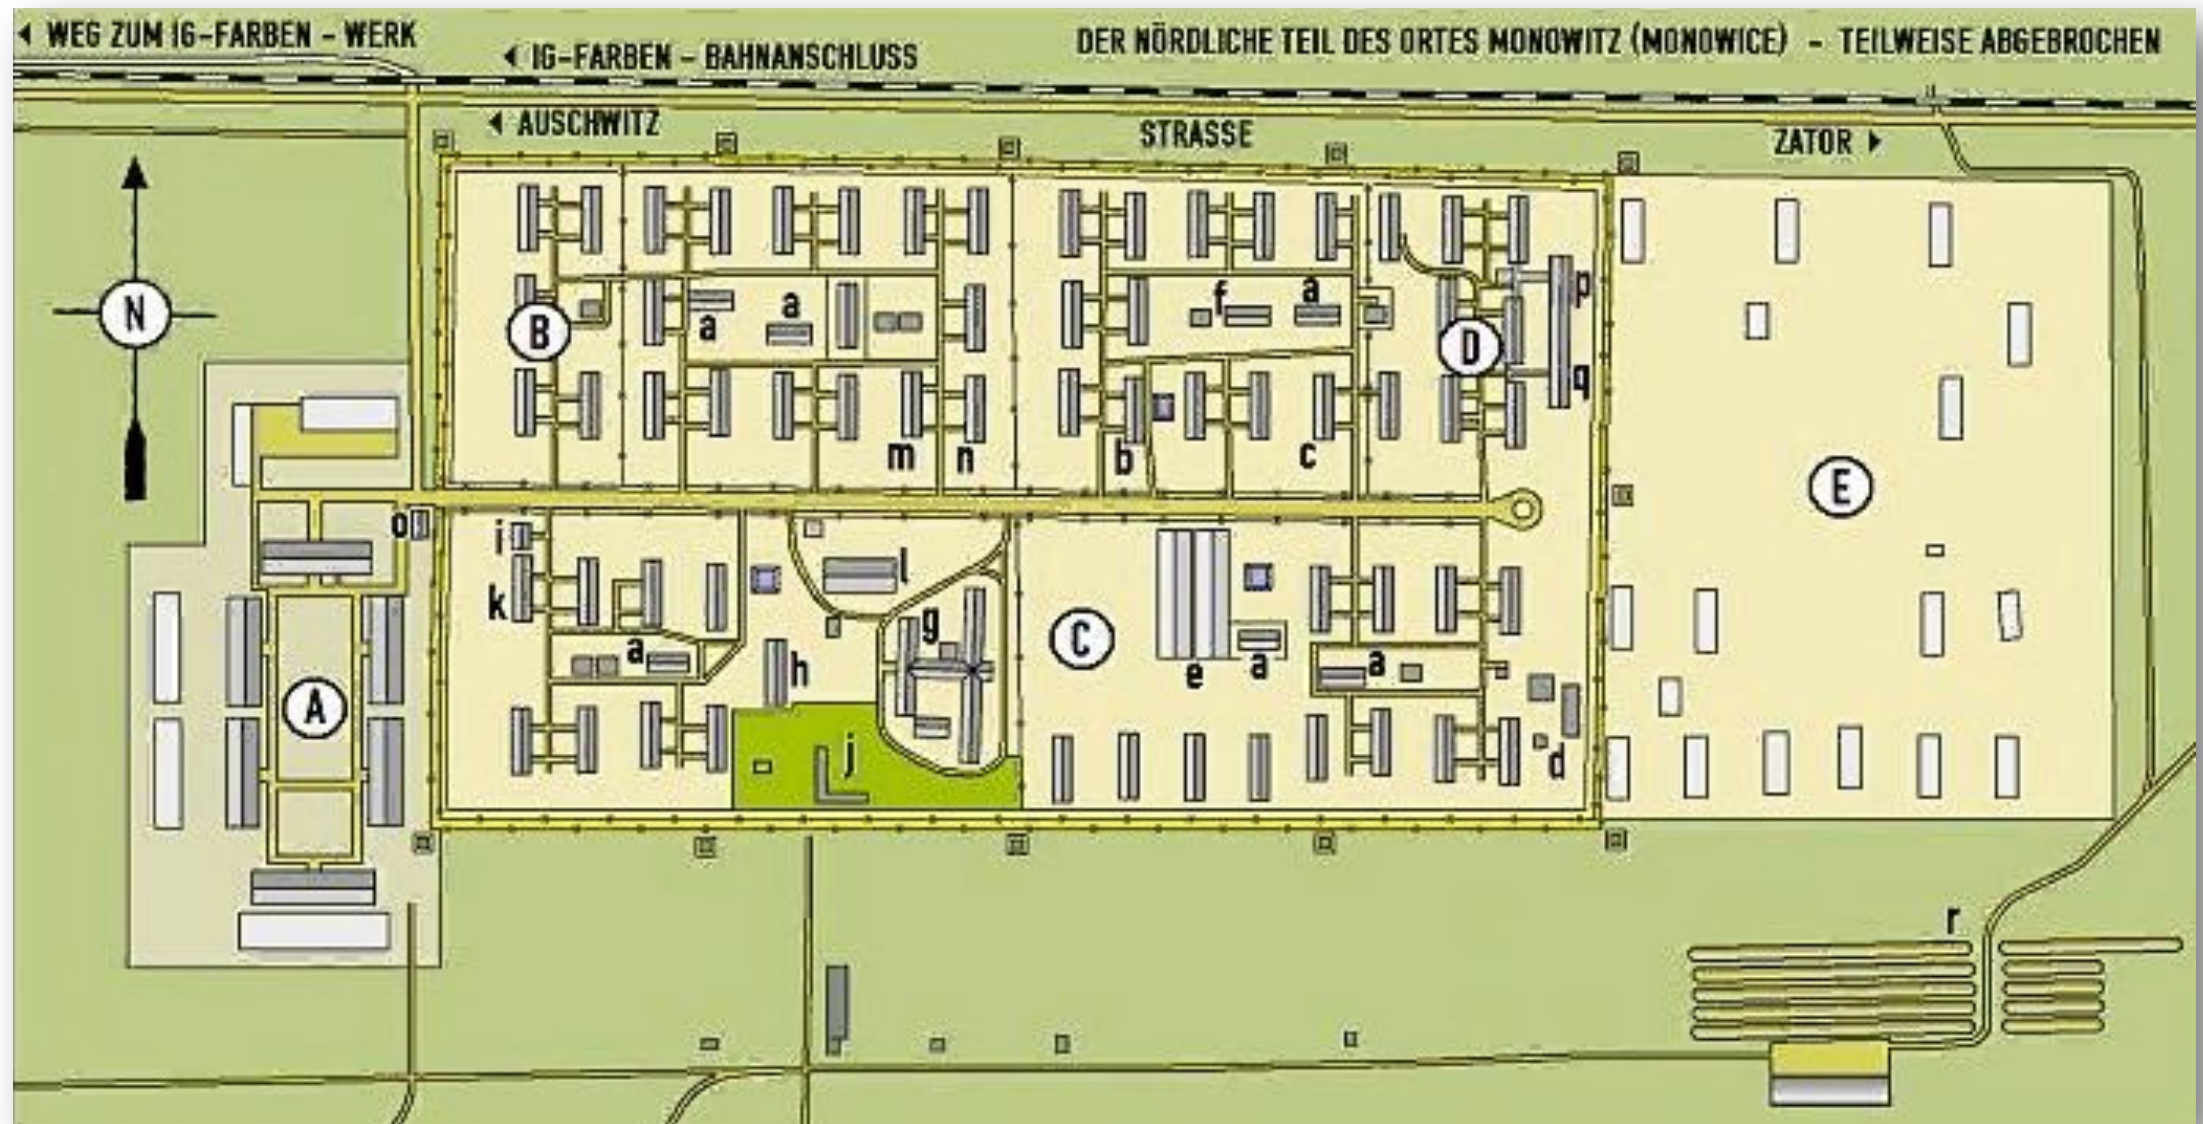 ◄ WEG ZUM IG-FARBEN - WERK
◄ IG-FARBEN - BAHNANSCHLUSS
DER NÖRDLICHE TEIL DES ORTES MONOWITZ (MONOWICE) - TEILWEISE ABGEBROCHEN
◄ AUSCHWITZ
STRASSE
ZATOR ►
N
B
a
a
f
a
D
p
q
m
n
b
c
E
o
i
k
a
h
l
g
j
C
e
a
a
d
A
r